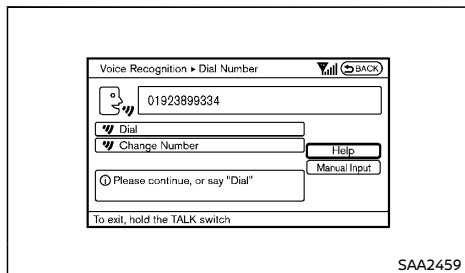 Voice Recognition ▸ Dial Number
BACK
01923899334
Dial
Change Number
Help
Manual Input
Please continue, or say "Dial"
To exit, hold the TALK switch
SAA2459